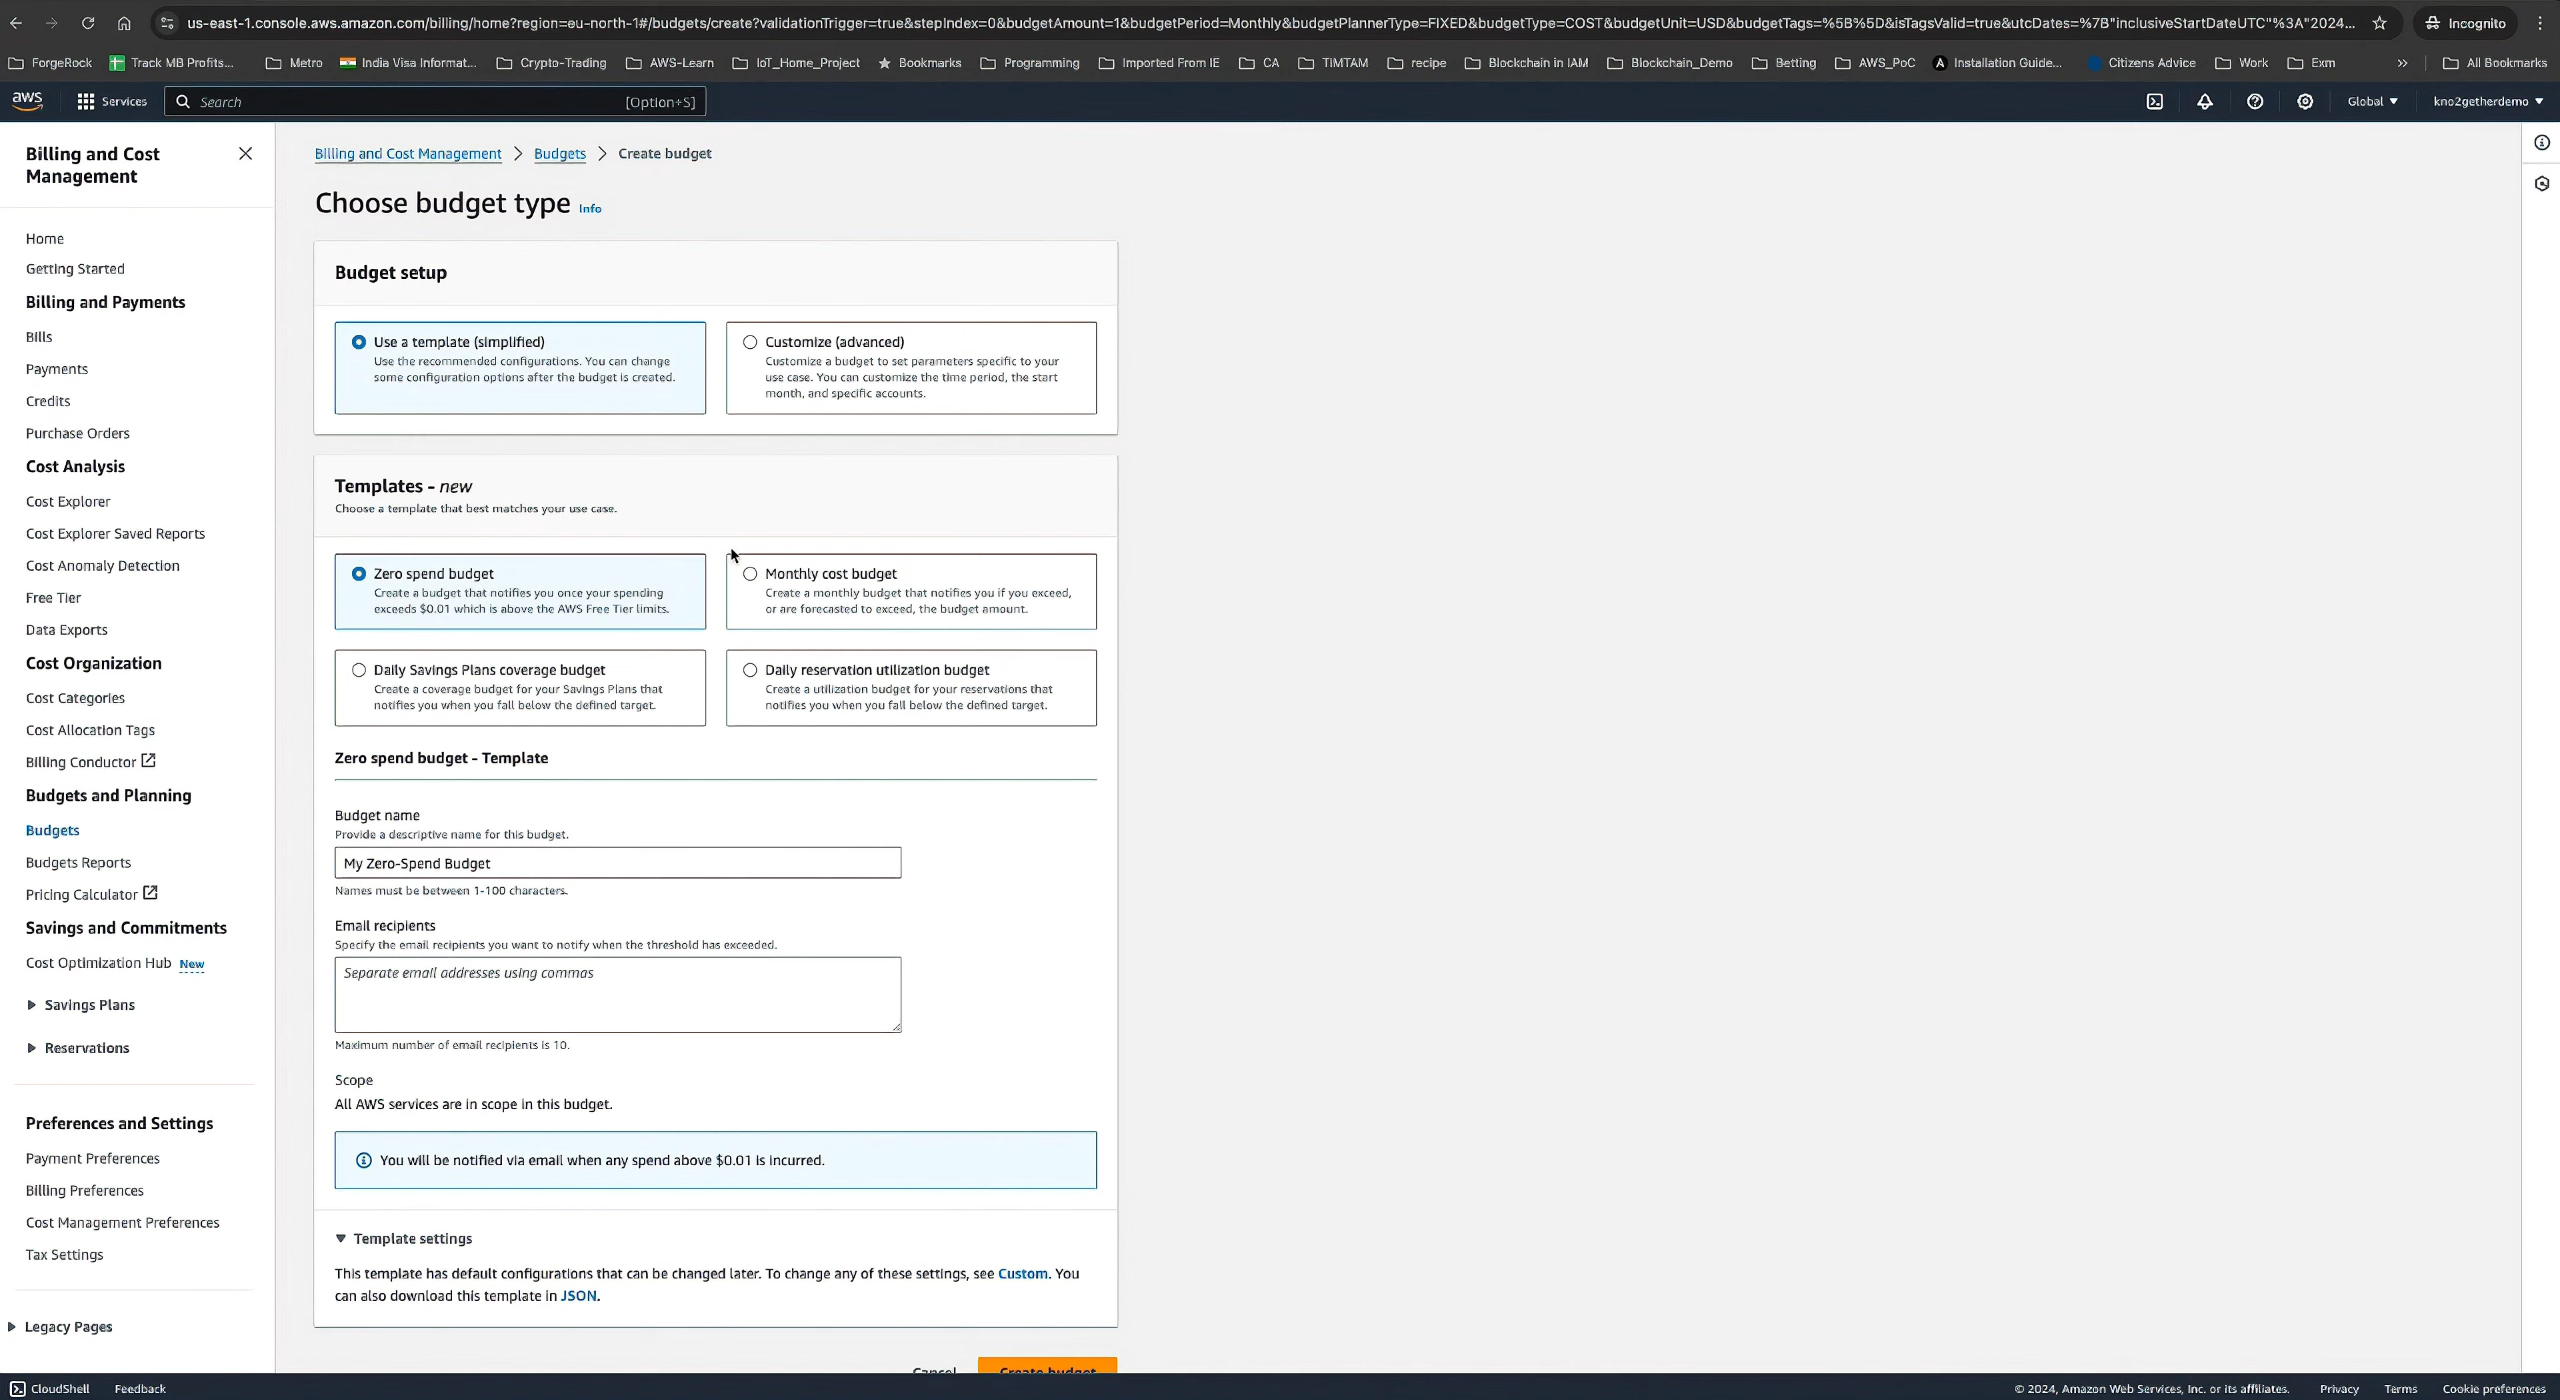 us-east-1.console.aws.amazon.com/billing/home?region=eu-north-1#/budgets/create?validationTrigger=true&stepIndex=0&budgetAmount=1&budgetPeriod=Monthly&budgetPlannerType=FIXED&budgetType=COST&budgetUnit=USD&budgetTags=%5B%5D&isTagsValid=true&utcDates=%7B"inclusiveStartDateUTC"%3A"2024...
Incognito
ForgeRock Track MB Profits... Metro India Visa Informat... Crypto-Trading AWS-Learn IoT_Home_Project Bookmarks Programming Imported From IE CA TIMTAM recipe Blockchain in IAM Blockchain_Demo Betting AWS_PoC Installation Guide... Citizens Advice Work Exm » All Bookmarks
aws Services Search [Option+S] Global kno2getherdemo
Billing and Cost Management
Home
Getting Started
Billing and Payments
Bills
Payments
Credits
Purchase Orders
Cost Analysis
Cost Explorer
Cost Explorer Saved Reports
Cost Anomaly Detection
Free Tier
Data Exports
Cost Organization
Cost Categories
Cost Allocation Tags
Billing Conductor
Budgets and Planning
Budgets
Budgets Reports
Pricing Calculator
Savings and Commitments
Cost Optimization Hub New
Savings Plans
Reservations
Preferences and Settings
Payment Preferences
Billing Preferences
Cost Management Preferences
Tax Settings
Legacy Pages
Billing and Cost Management > Budgets > Create budget
Choose budget type Info
Budget setup
Use a template (simplified)
Use the recommended configurations. You can change
some configuration options after the budget is created.
Customize (advanced)
Customize a budget to set parameters specific to your
use case. You can customize the time period, the start
month, and specific accounts.
Templates - new
Choose a template that best matches your use case.
Zero spend budget
Create a budget that notifies you once your spending
exceeds $0.01 which is above the AWS Free Tier limits.
Monthly cost budget
Create a monthly budget that notifies you if you exceed,
or are forecasted to exceed, the budget amount.
Daily Savings Plans coverage budget
Create a coverage budget for your Savings Plans that
notifies you when you fall below the defined target.
Daily reservation utilization budget
Create a utilization budget for your reservations that
notifies you when you fall below the defined target.
Zero spend budget - Template
Budget name
Provide a descriptive name for this budget.
My Zero-Spend Budget
Names must be between 1-100 characters.
Email recipients
Specify the email recipients you want to notify when the threshold has exceeded.
Separate email addresses using commas
Maximum number of email recipients is 10.
Scope
All AWS services are in scope in this budget.
You will be notified via email when any spend above $0.01 is incurred.
Template settings
This template has default configurations that can be changed later. To change any of these settings, see Custom. You
can also download this template in JSON.
Cancel Create budget
CloudShell Feedback © 2024, Amazon Web Services, Inc. or its affiliates. Privacy Terms Cookie preferences